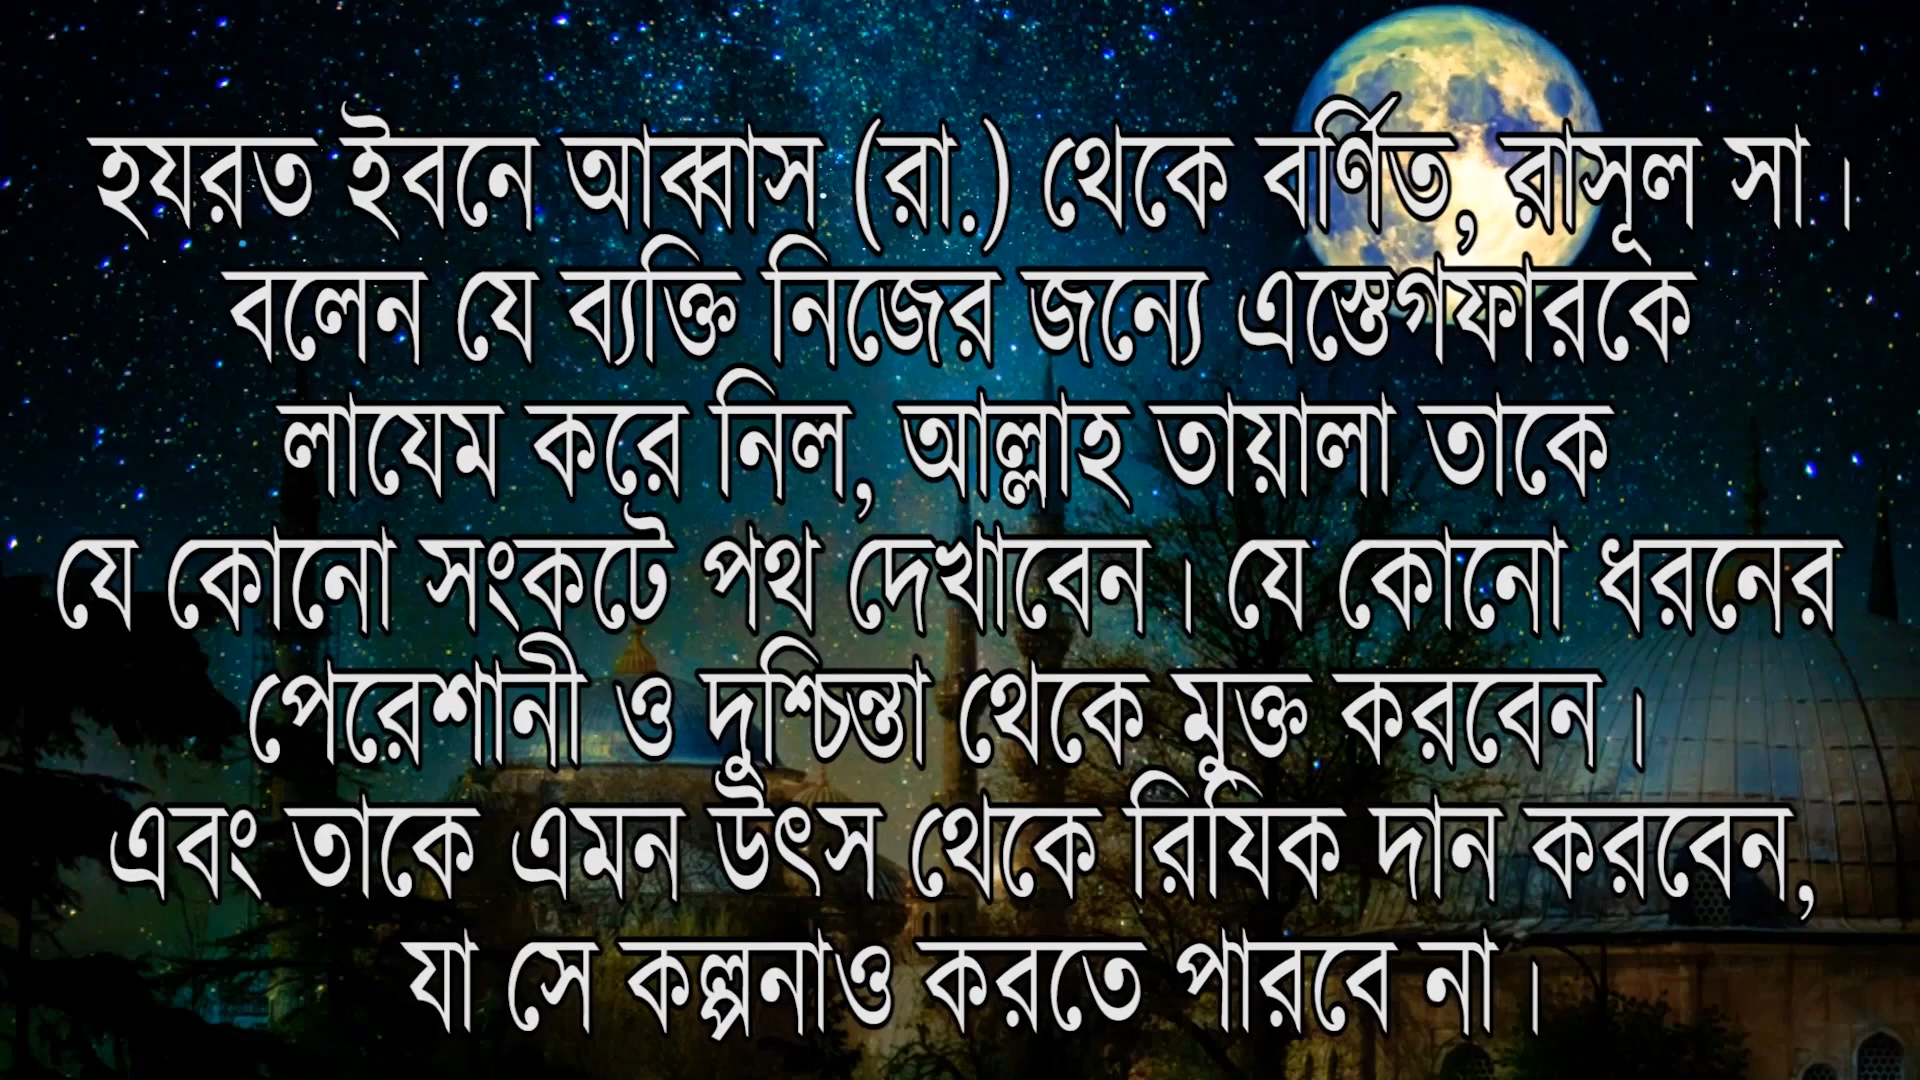 হযরত ইবনে আব্বাস (রা.) থেকে বর্ণিত, রাসূল সা।
বলেন যে ব্যক্তি নিজের জন্যে এস্তেগফারকে
লাযেম করে নিল, আল্লাহ তায়ালা তাকে
যে কোনো সংকটে পথ দেখাবেন। যে কোনো ধরনের
পেরেশানী ও দুশ্চিন্তা থেকে মুক্ত করবেন।
এবং তাকে এমন উৎস থেকে রিযিক দান করবেন,
যা সে কল্পনাও করতে পারবে না।